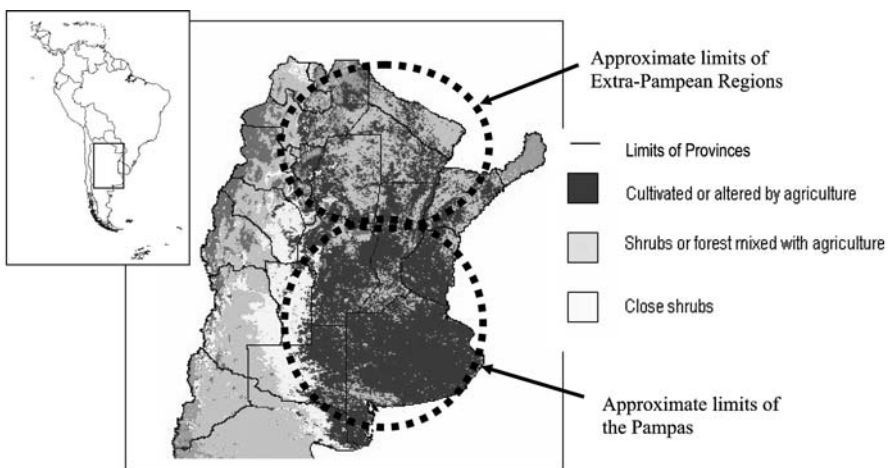 Approximate limits of
Extra-Pampean Regions
Limits of Provinces
Cultivated or altered by agriculture
Shrubs or forest mixed with agriculture
Close shrubs
Approximate limits of
the Pampas